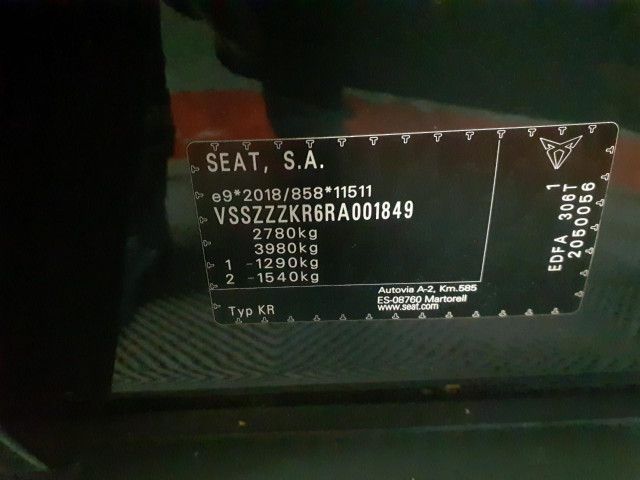 SEAT, S.A.
e9*2018/858*11511
VSSZZZKR6RA001849
2780kg
3980kg
1 -1290kg
2 -1540kg
Typ KR
Autovia A-2, Km.585
ES-08760 Martorell
www.seat.com
1
EDFA 306T
2050056